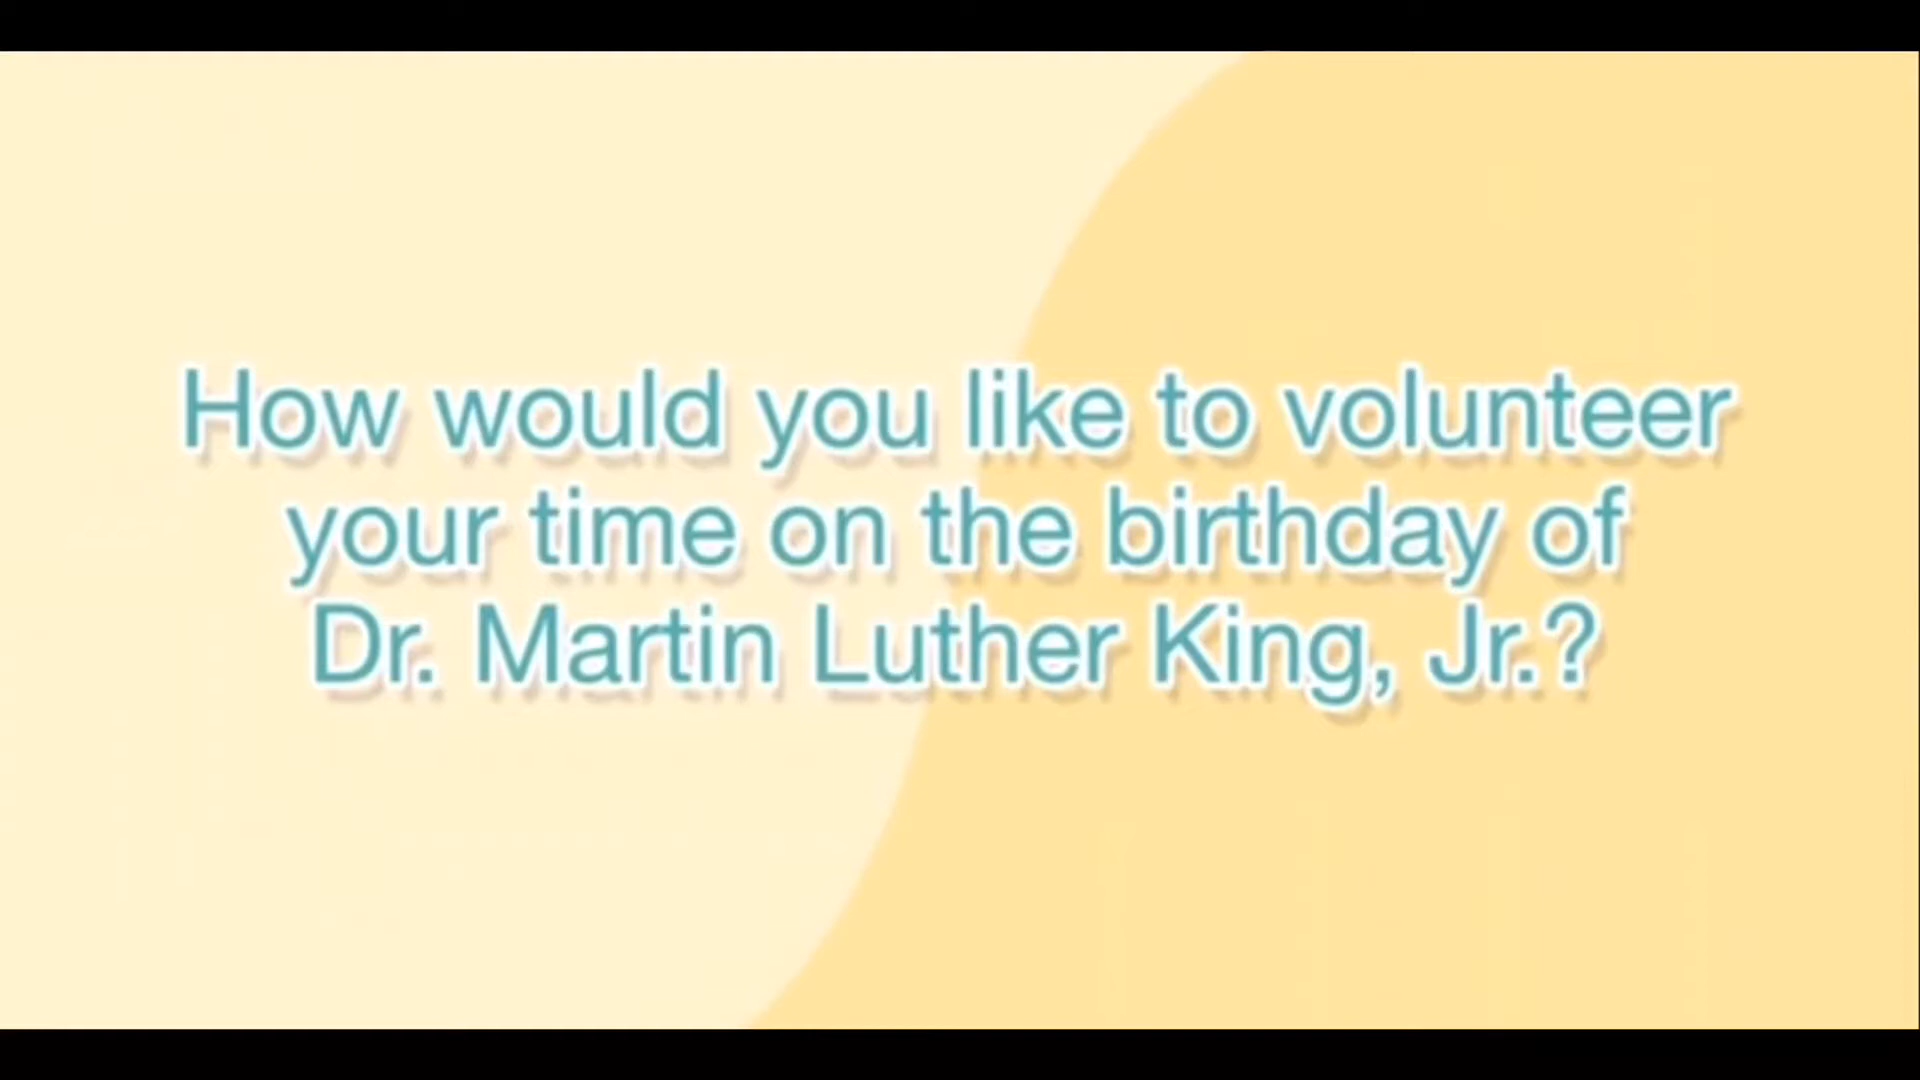 How would you like to volunteer
your time on the birthday of
Dr. Martin Luther King, Jr.?